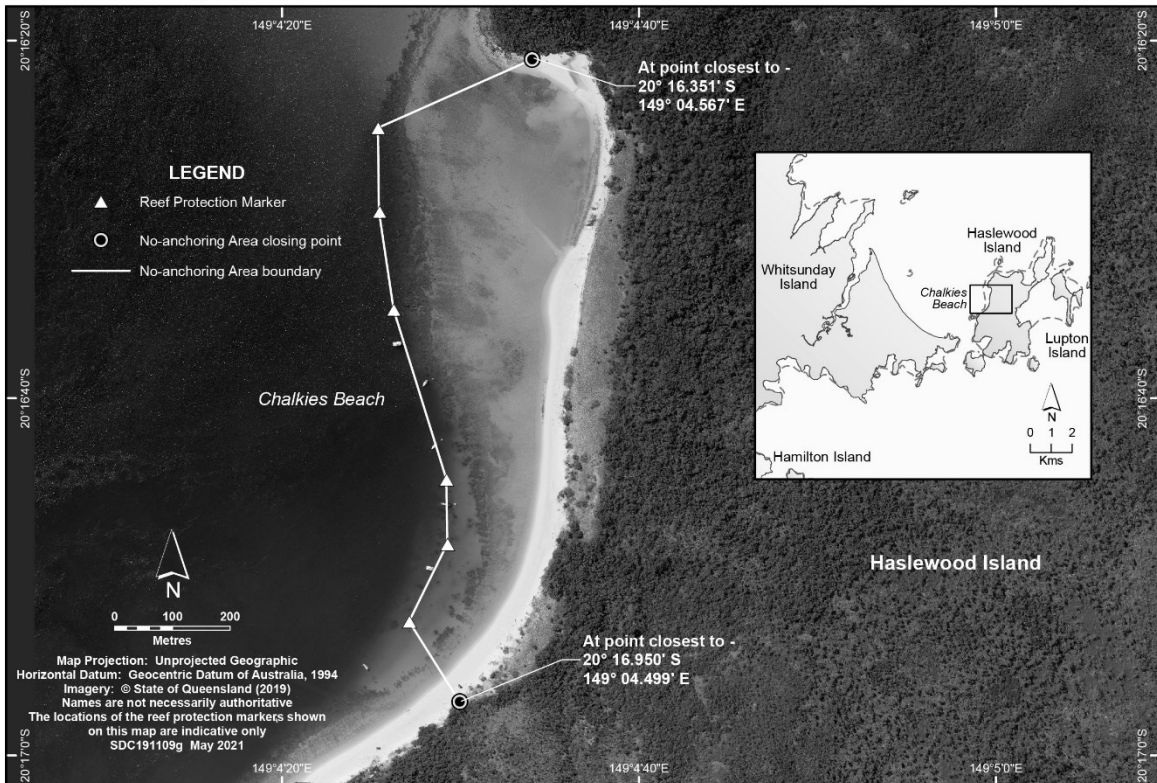 149°4'20"E
149°4'40"E
149°5'0"E
20°16'20"S
20°16'20"S
At point closest to -
20° 16.351' S
149° 04.567' E
LEGEND
Reef Protection Marker
No-anchoring Area closing point
No-anchoring Area boundary
Haslewood
Island
Whitsunday
Island
Chalkies
Beach
Lupton
Island
N
0 1 2
Kms
Hamilton Island
20°16'40"S
20°16'40"S
Chalkies Beach
Haslewood Island
N
0 100 200
Metres
At point closest to -
20° 16.950' S
149° 04.499' E
Map Projection: Unprojected Geographic
Horizontal Datum: Geocentric Datum of Australia, 1994
Imagery: © State of Queensland (2019)
Names are not necessarily authoritative
The locations of the reef protection markers shown
on this map are indicative only
SDC191109g May 2021
20°17'0"S
20°17'0"S
149°4'20"E
149°4'40"E
149°5'0"E